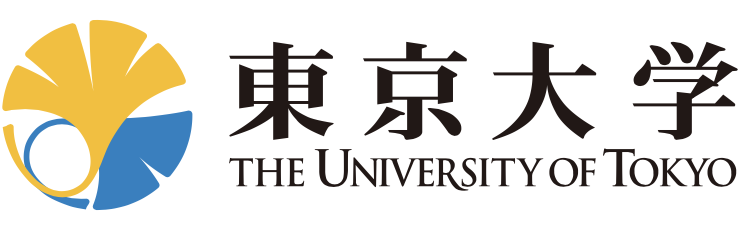 東京大学
THE UNIVERSITY OF TOKYO